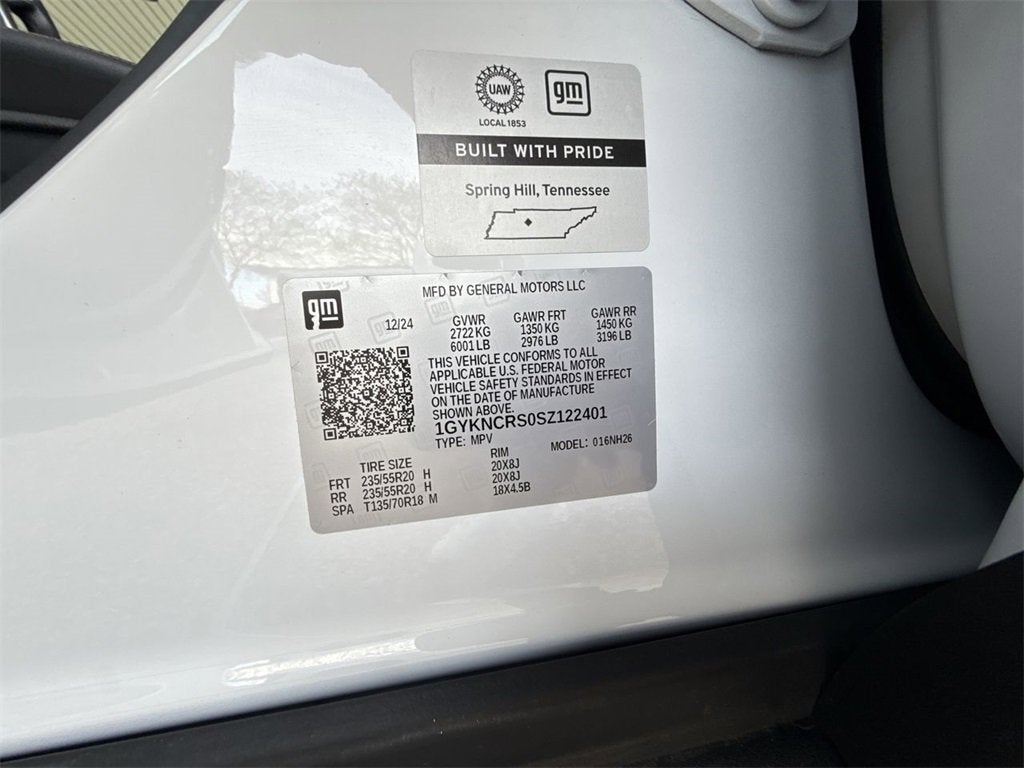 UAW
gm
LOCAL 1853
BUILT WITH PRIDE
Spring Hill, Tennessee
gm
MFD BY GENERAL MOTORS LLC
12/24
GVWR GAWR FRT GAWR RR
2722 KG 1350 KG 1450 KG
6001 LB 2976 LB 3196 LB
THIS VEHICLE CONFORMS TO ALL
APPLICABLE U.S. FEDERAL MOTOR
VEHICLE SAFETY STANDARDS IN EFFECT
ON THE DATE OF MANUFACTURE
SHOWN ABOVE.
1GYKNCRS0SZ122401
TYPE: MPV MODEL: 016NH26
TIRE SIZE RIM
FRT 235/55R20 H 20X8J
RR 235/55R20 H 20X8J
SPA T135/70R18 M 18X4.5B